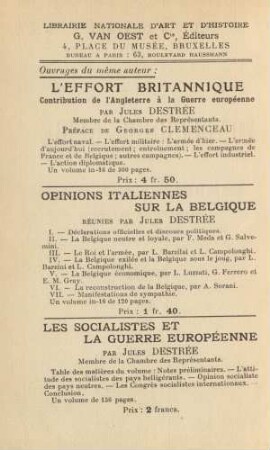 LIBRAIRIE NATIONALE D'ART ET D'HISTOIRE
G. VAN OEST et Cie, Éditeurs
4, PLACE DU MUSÉE, BRUXELLES
BUREAU A PARIS : 63, BOULEVARD HAUSSMANN
Ouvrages du même auteur :
L'EFFORT BRITANNIQUE
Contribution de l'Angleterre à la Guerre européenne
PAR JULES DESTRÉE
Membre de la Chambre des Représentants.
PRÉFACE DE GEORGES CLEMENCEAU
L'effort naval. — L'effort militaire : L'armée d'hier. — L'armée
d'aujourd'hui (recrutement ; entraînement ; les campagnes de
France et de Belgique ; autres campagnes). — L'effort industriel.
— L'action diplomatique.
Un volume in-16 de 300 pages.
Prix : 4 fr. 50.
OPINIONS ITALIENNES
SUR LA BELGIQUE
RÉUNIES PAR JULES DESTRÉE
I. — Déclarations officielles et discours politiques.
II. — La Belgique neutre et loyale, par F. Meda et G. Salve-
mini.
III. — Le Roi et l'armée, par L. Barzini et L. Campolonghi.
IV. — La Belgique exilée et la Belgique sous le joug, par L.
Barzini et L. Campolonghi.
V. — La Belgique économique, par L. Luzzati, G. Ferrero et
E. M. Gray.
VI. — La reconstruction de la Belgique, par A. Sorani.
VII. — Manifestations de sympathie.
Un volume in-16 de 120 pages.
Prix : 1 fr. 40.
LES SOCIALISTES ET
LA GUERRE EUROPÉENNE
PAR JULES DESTRÉE
Membre de la Chambre des Représentants.
Table des matières du volume : Notes préliminaires. — L'atti-
tude des socialistes des pays belligérants. — Opinion socialiste
des pays neutres. — Les Congrès socialistes internationaux. —
Conclusion.
Un volume de 130 pages.
Prix : 2 francs.